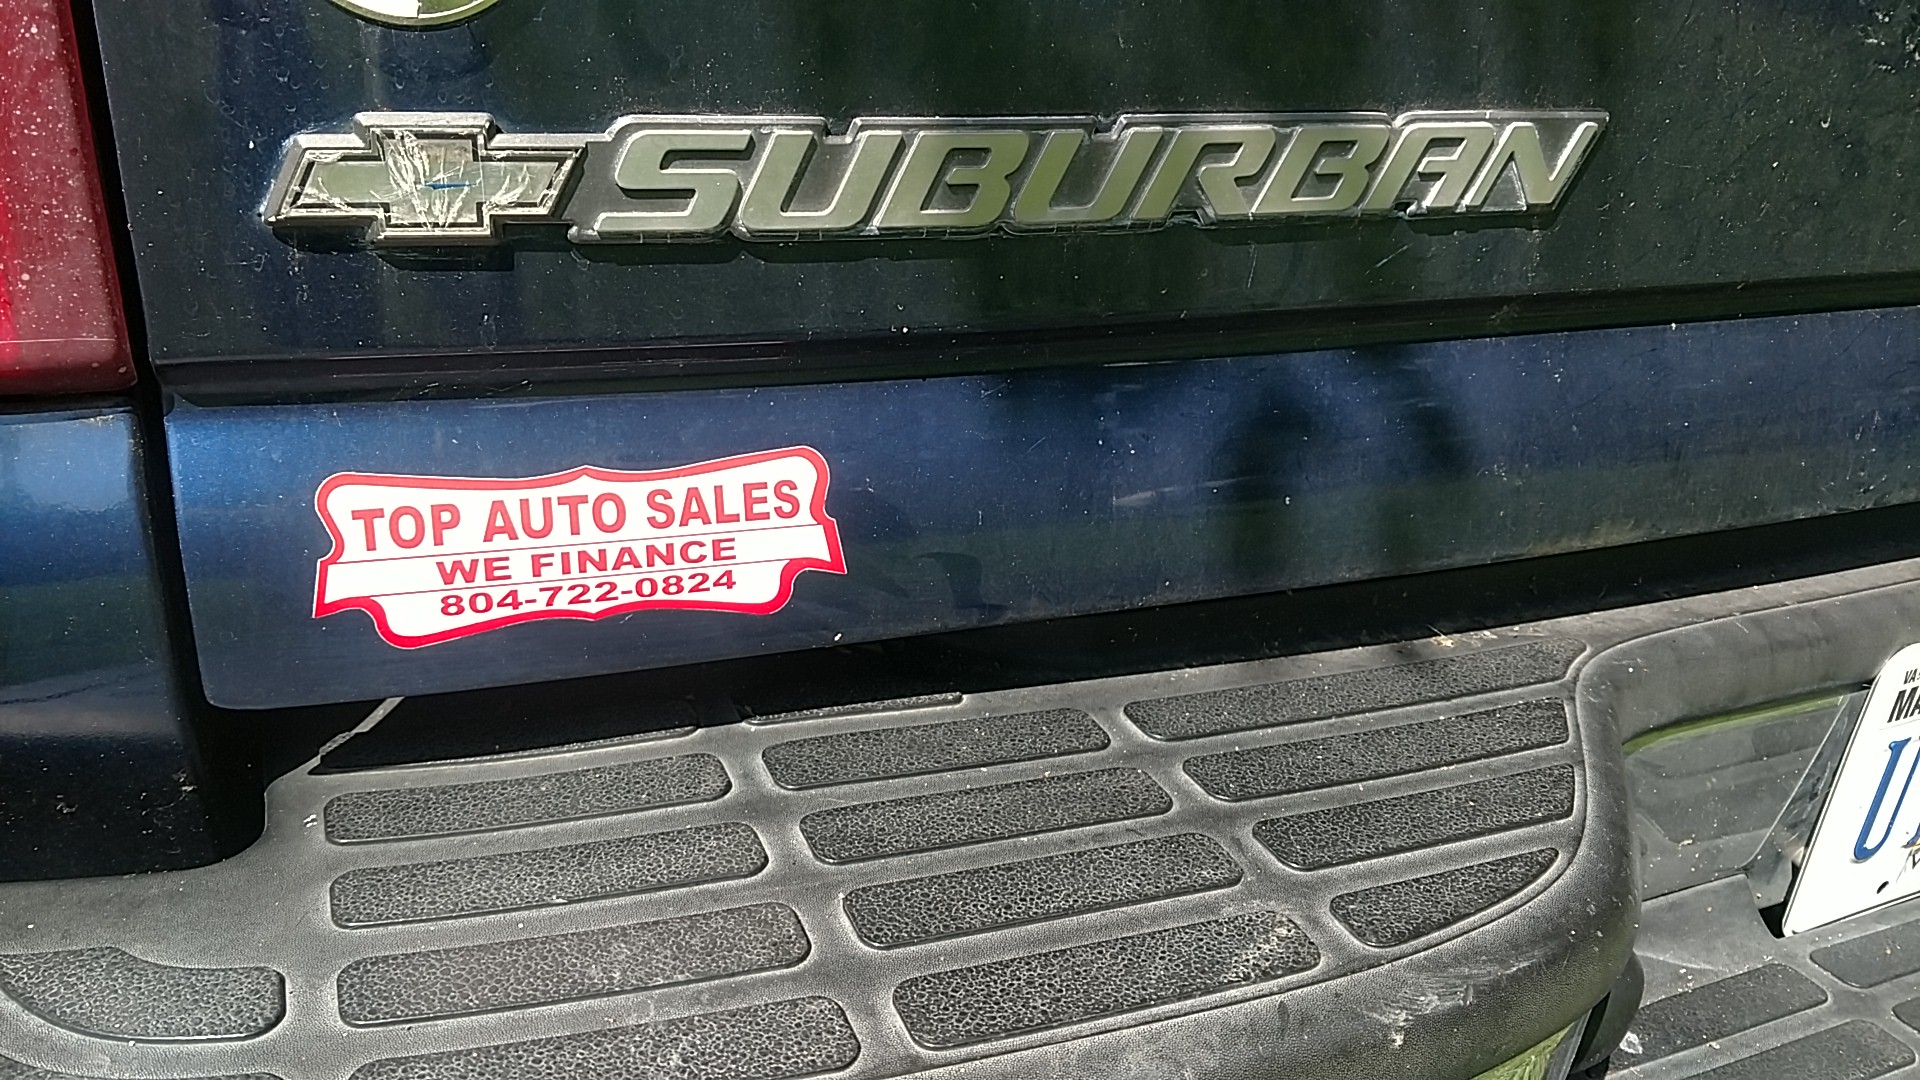 SUBURBAN
TOP AUTO SALES
WE FINANCE
804-722-0824
U